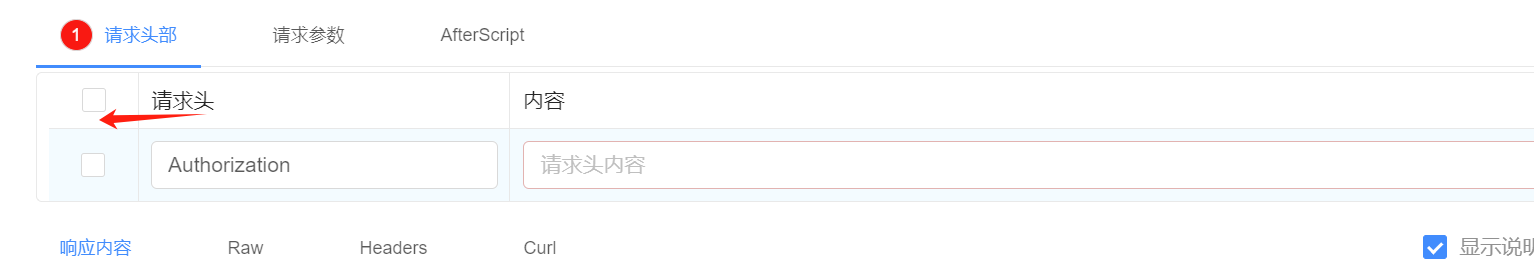 1 请求头部 请求参数 AfterScript
请求头 内容
Authorization 请求头内容
响应内容 Raw Headers Curl 显示说